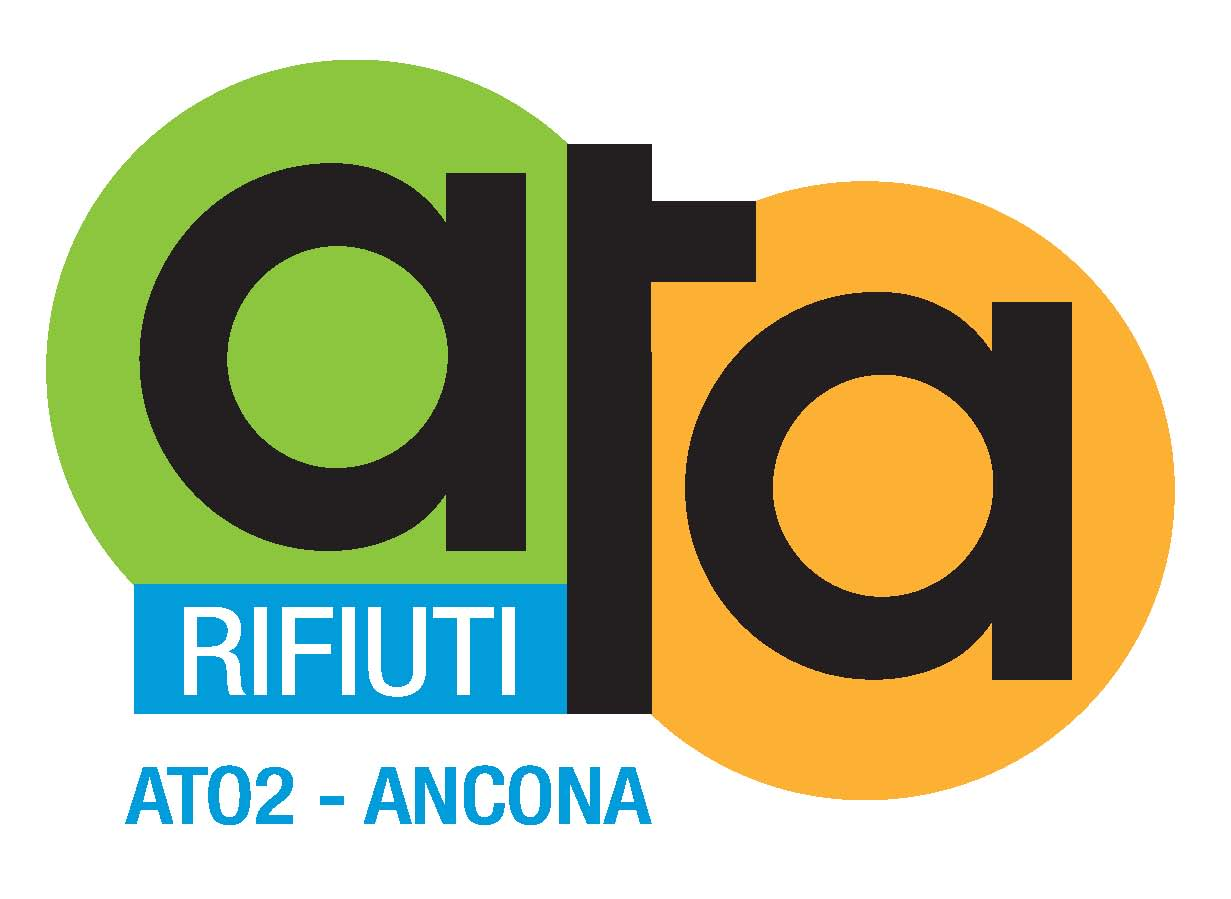 ata
RIFIUTI
ATO2 - ANCONA